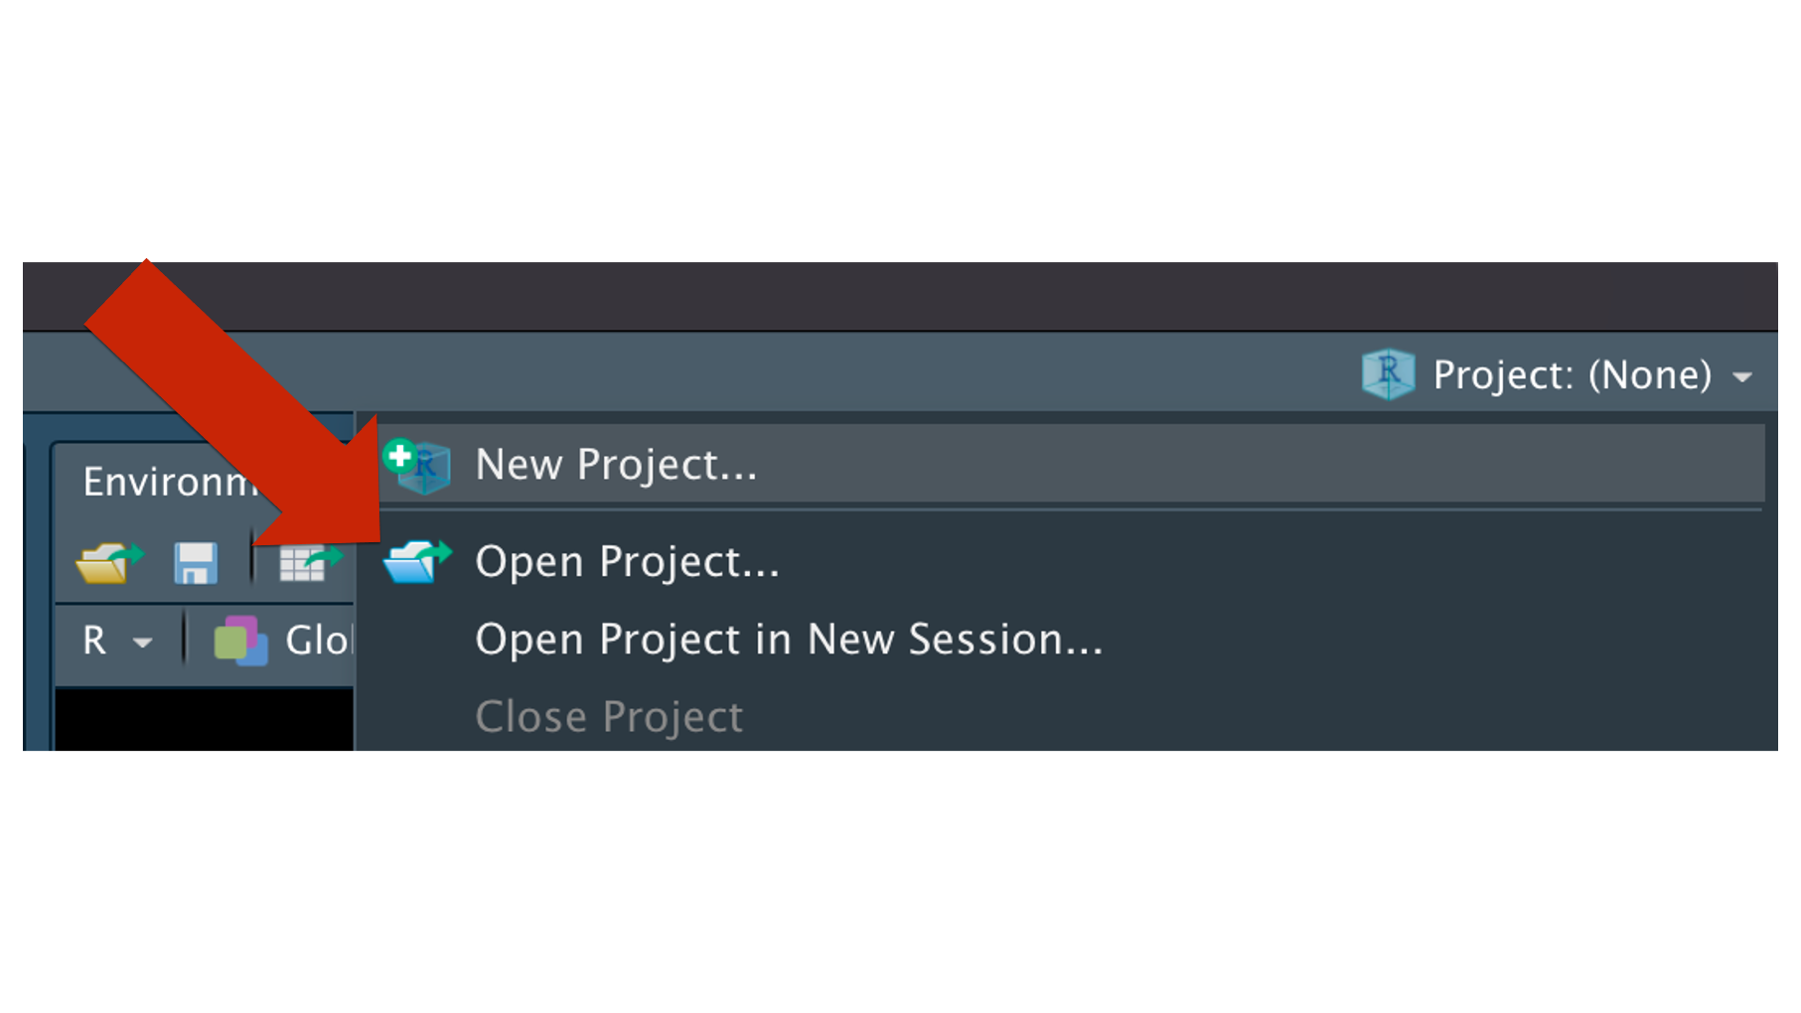 Project: (None)
New Project...
Environm
Open Project...
Open Project in New Session...
R
Glo
Close Project